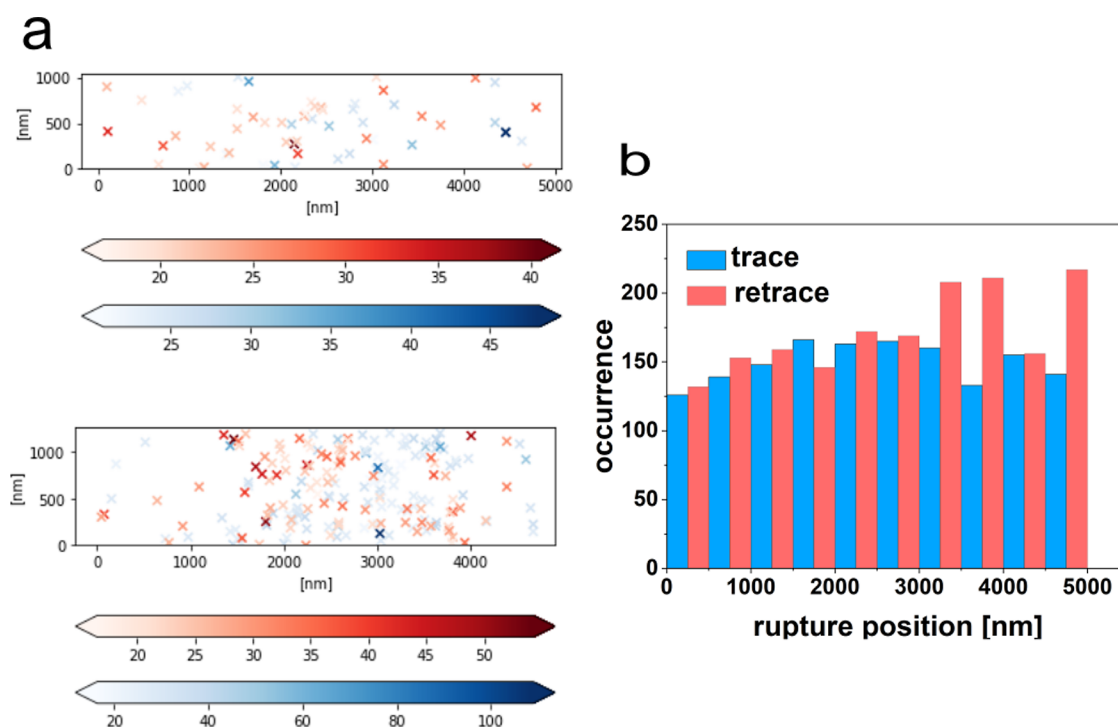 a
1000
500
0
[nm]
0 1000 2000 3000 4000 5000
[nm]
20 25 30 35 40
25 30 35 40 45
1000
500
0
[nm]
0 1000 2000 3000 4000
[nm]
20 25 30 35 40 45 50
20 40 60 80 100
b
250
200
150
100
50
0
occurrence
trace
retrace
0 1000 2000 3000 4000 5000
rupture position [nm]